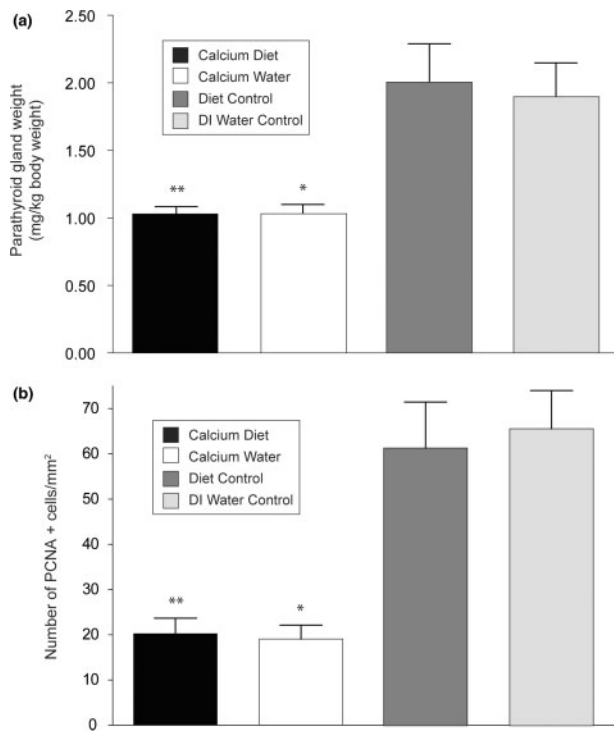 (a)
Parathyroid gland weight
(mg/kg body weight)
2.50
2.00
1.50
1.00
0.50
0.00
Calcium Diet
Calcium Water
Diet Control
DI Water Control
**
*
(b)
Number of PCNA + cells/mm²
70
60
50
40
30
20
10
0
Calcium Diet
Calcium Water
Diet Control
DI Water Control
**
*